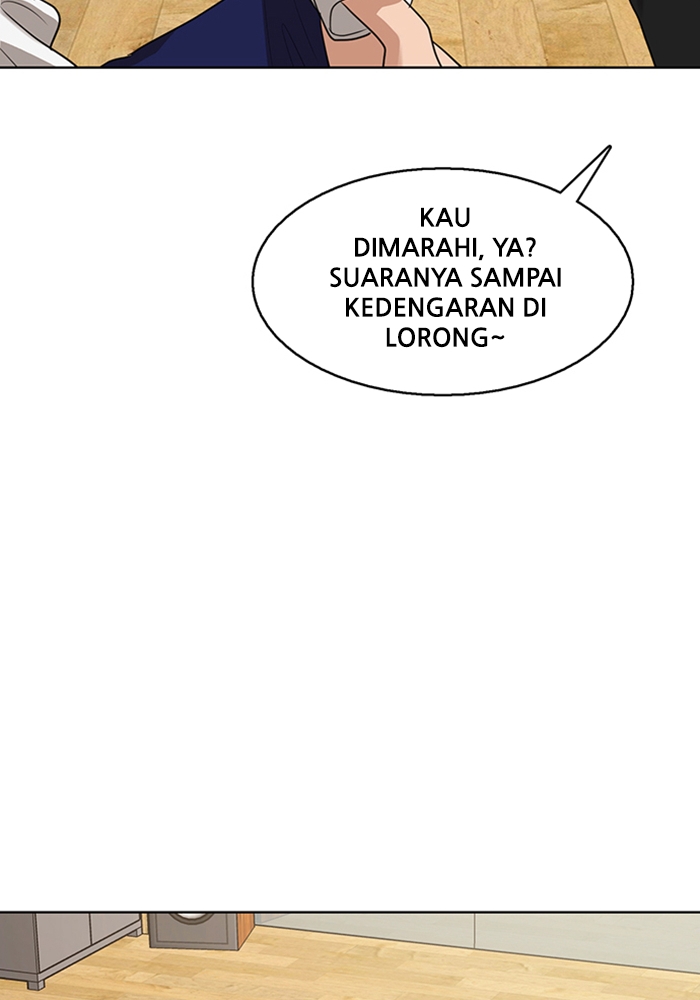 KAU
DIMARAHI, YA?
SUARANYA SAMPAI
KEDENGARAN DI
LORONG~